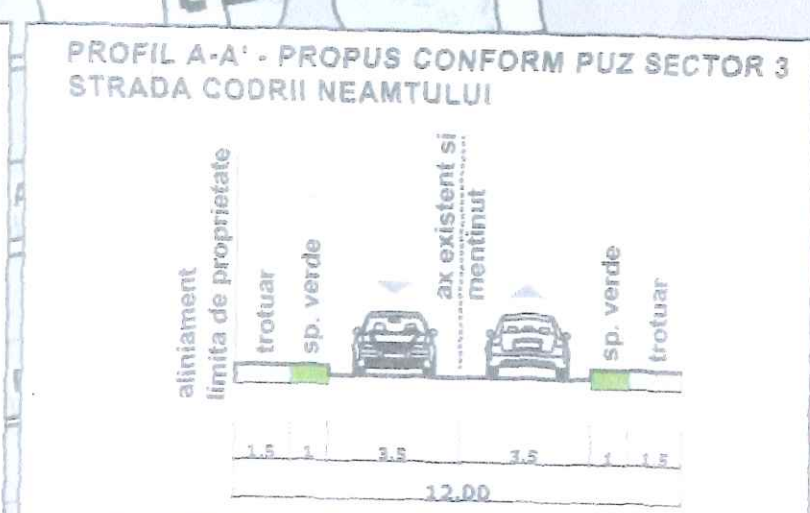 PROFIL A-A' - PROPUS CONFORM PUZ SECTOR 3
STRADA CODRII NEAMTULUI
aliniament
limita de proprietate
trotuar
sp. verde
ax existent si
mentinut
sp. verde
trotuar
1.5 1 3.5 3.5 1 1.5
12.00